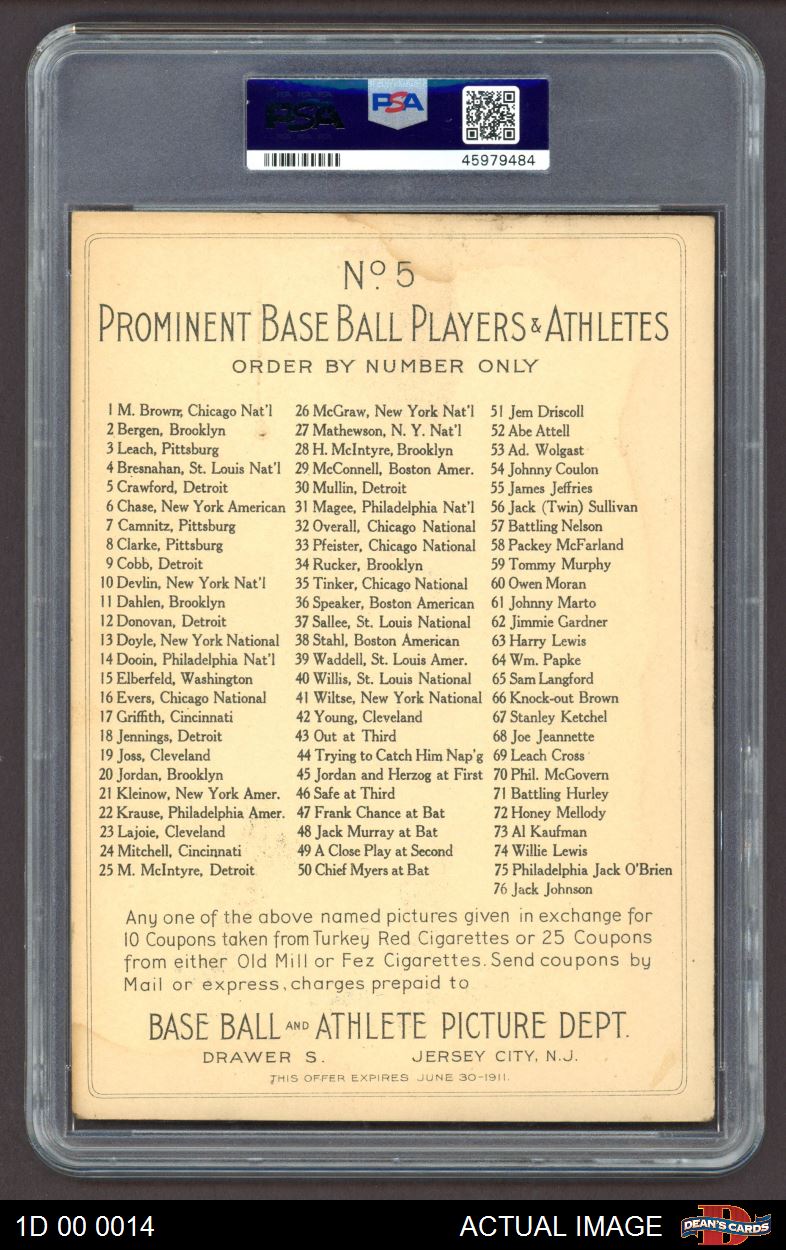 PSA
PSA
45979484
Nº 5
PROMINENT BASE BALL PLAYERS & ATHLETES
ORDER BY NUMBER ONLY
1 M. Brown, Chicago Nat'l
2 Bergen, Brooklyn
3 Leach, Pittsburg
4 Bresnahan, St. Louis Nat'l
5 Crawford, Detroit
6 Chase, New York American
7 Camnitz, Pittsburg
8 Clarke, Pittsburg
9 Cobb, Detroit
10 Devlin, New York Nat'l
11 Dahlen, Brooklyn
12 Donovan, Detroit
13 Doyle, New York National
14 Dooin, Philadelphia Nat'l
15 Elberfeld, Washington
16 Evers, Chicago National
17 Griffith, Cincinnati
18 Jennings, Detroit
19 Joss, Cleveland
20 Jordan, Brooklyn
21 Kleinow, New York Amer.
22 Krause, Philadelphia Amer.
23 Lajoie, Cleveland
24 Mitchell, Cincinnati
25 M. McIntyre, Detroit
26 McGraw, New York Nat'l
27 Mathewson, N. Y. Nat'l
28 H. McIntyre, Brooklyn
29 McConnell, Boston Amer.
30 Mullin, Detroit
31 Magee, Philadelphia Nat'l
32 Overall, Chicago National
33 Pfeister, Chicago National
34 Rucker, Brooklyn
35 Tinker, Chicago National
36 Speaker, Boston American
37 Sallee, St. Louis National
38 Stahl, Boston American
39 Waddell, St. Louis Amer.
40 Willis, St. Louis National
41 Wiltse, New York National
42 Young, Cleveland
43 Out at Third
44 Trying to Catch Him Nap'g
45 Jordan and Herzog at First
46 Safe at Third
47 Frank Chance at Bat
48 Jack Murray at Bat
49 A Close Play at Second
50 Chief Myers at Bat
51 Jem Driscoll
52 Abe Attell
53 Ad. Wolgast
54 Johnny Coulon
55 James Jeffries
56 Jack (Twin) Sullivan
57 Battling Nelson
58 Packey McFarland
59 Tommy Murphy
60 Owen Moran
61 Johnny Marto
62 Jimmie Gardner
63 Harry Lewis
64 Wm. Papke
65 Sam Langford
66 Knock-out Brown
67 Stanley Ketchel
68 Joe Jeannette
69 Leach Cross
70 Phil. McGovern
71 Battling Hurley
72 Honey Mellody
73 Al Kaufman
74 Willie Lewis
75 Philadelphia Jack O'Brien
76 Jack Johnson
Any one of the above named pictures given in exchange for
10 Coupons taken from Turkey Red Cigarettes or 25 Coupons
from either Old Mill or Fez Cigarettes. Send coupons by
Mail or express, charges prepaid to
BASE BALL AND ATHLETE PICTURE DEPT.
DRAWER S. JERSEY CITY, N.J.
THIS OFFER EXPIRES JUNE 30-1911.
1D 00 0014 ACTUAL IMAGE DEAN'S CARDS